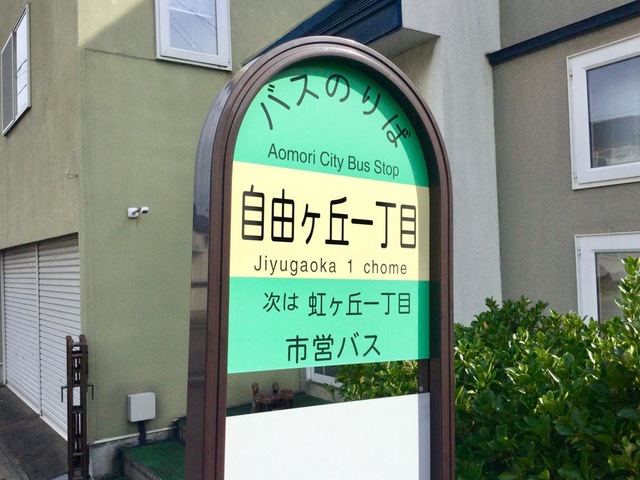 バスのりば
Aomori City Bus Stop
自由ヶ丘一丁目
Jiyugaoka 1 chome
次は 虹ヶ丘一丁目
市営バス